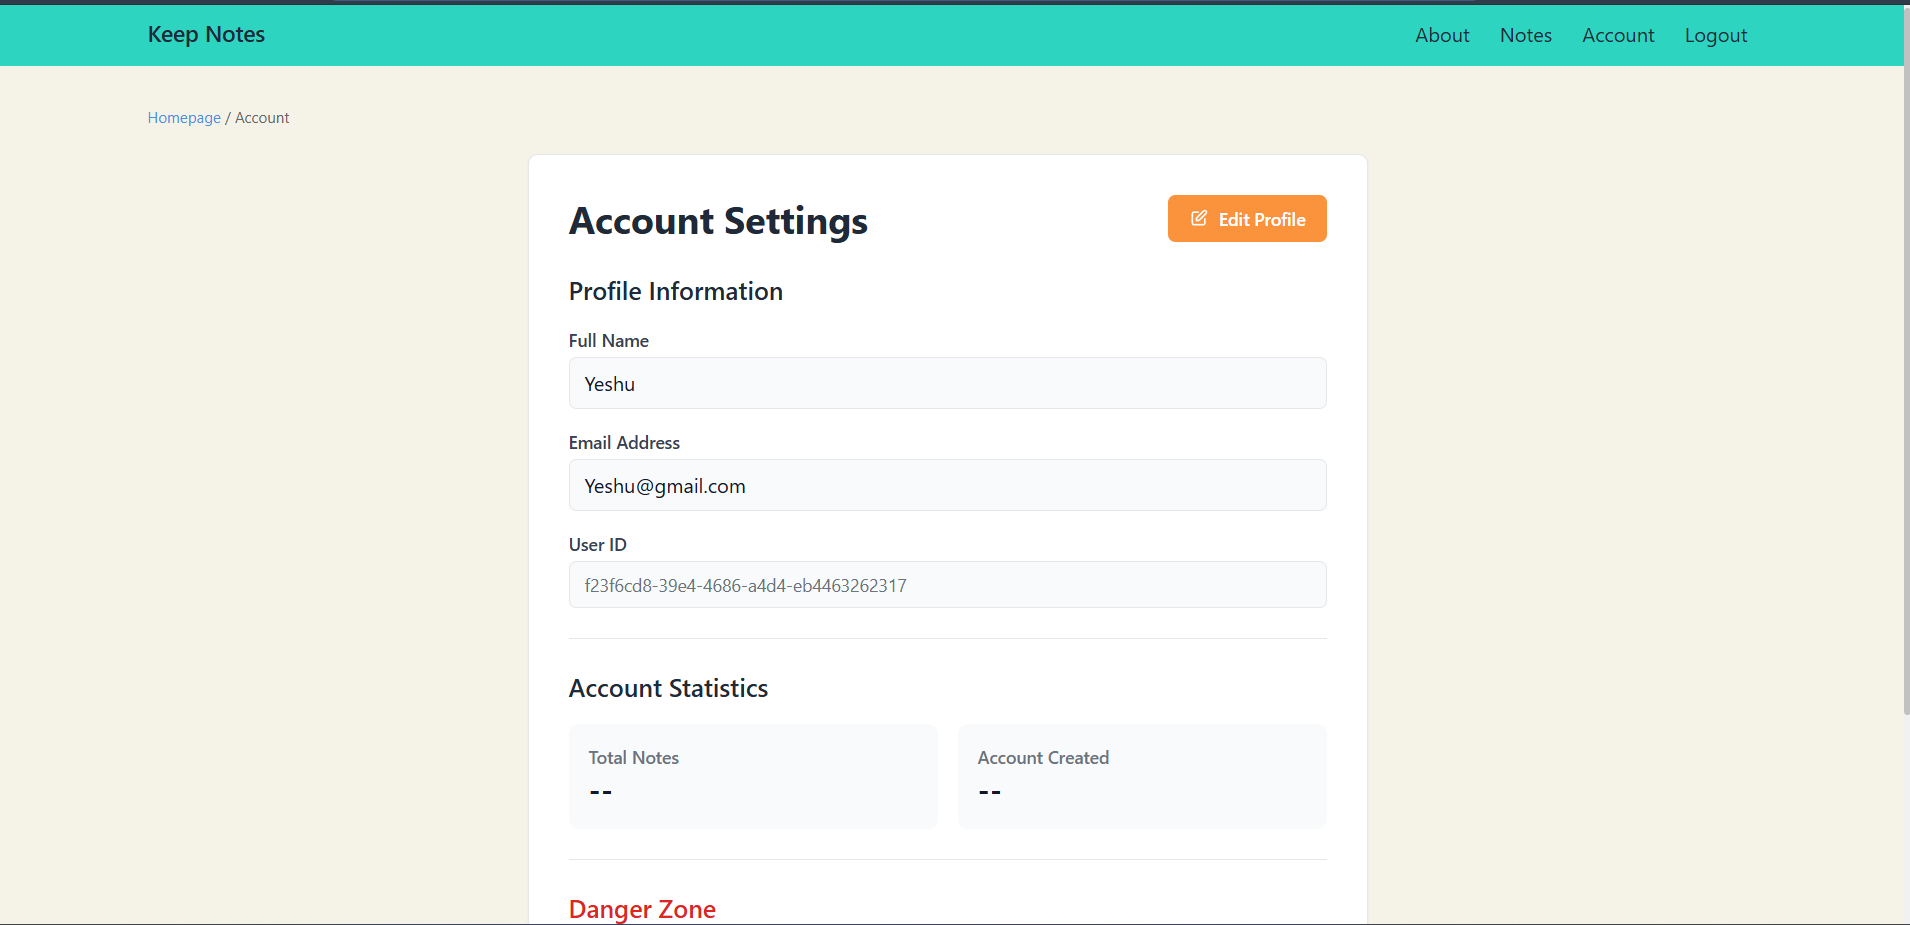 Keep Notes
About Notes Account Logout
Homepage / Account
Account Settings
Edit Profile
Profile Information
Full Name
Yeshu
Email Address
Yeshu@gmail.com
User ID
f23f6cd8-39e4-4686-a4d4-eb4463262317
Account Statistics
Total Notes
--
Account Created
--
Danger Zone